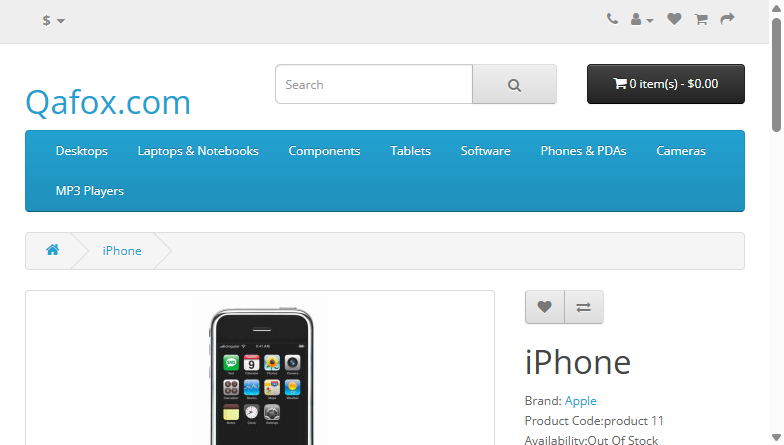 $
Search
0 item(s) - $0.00
Qafox.com
Desktops
Laptops & Notebooks
Components
Tablets
Software
Phones & PDAs
Cameras
MP3 Players
iPhone
iPhone
Brand: Apple
Product Code:product 11
Availability:Out Of Stock